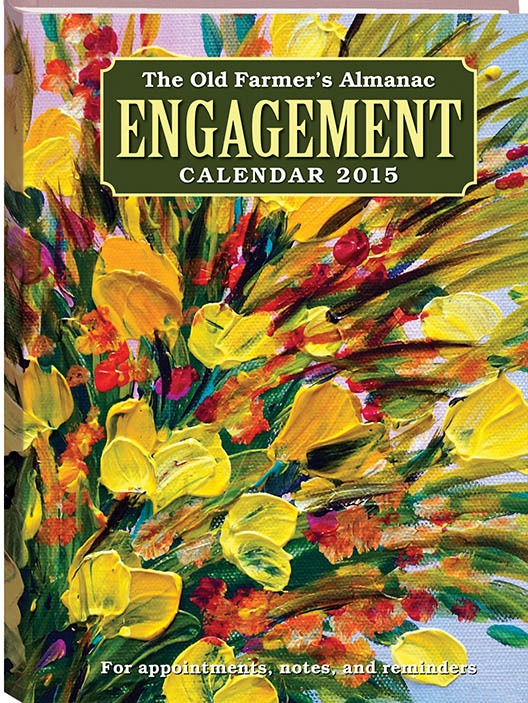 The Old Farmer's Almanac
ENGAGEMENT
CALENDAR 2015
For appointments, notes, and reminders